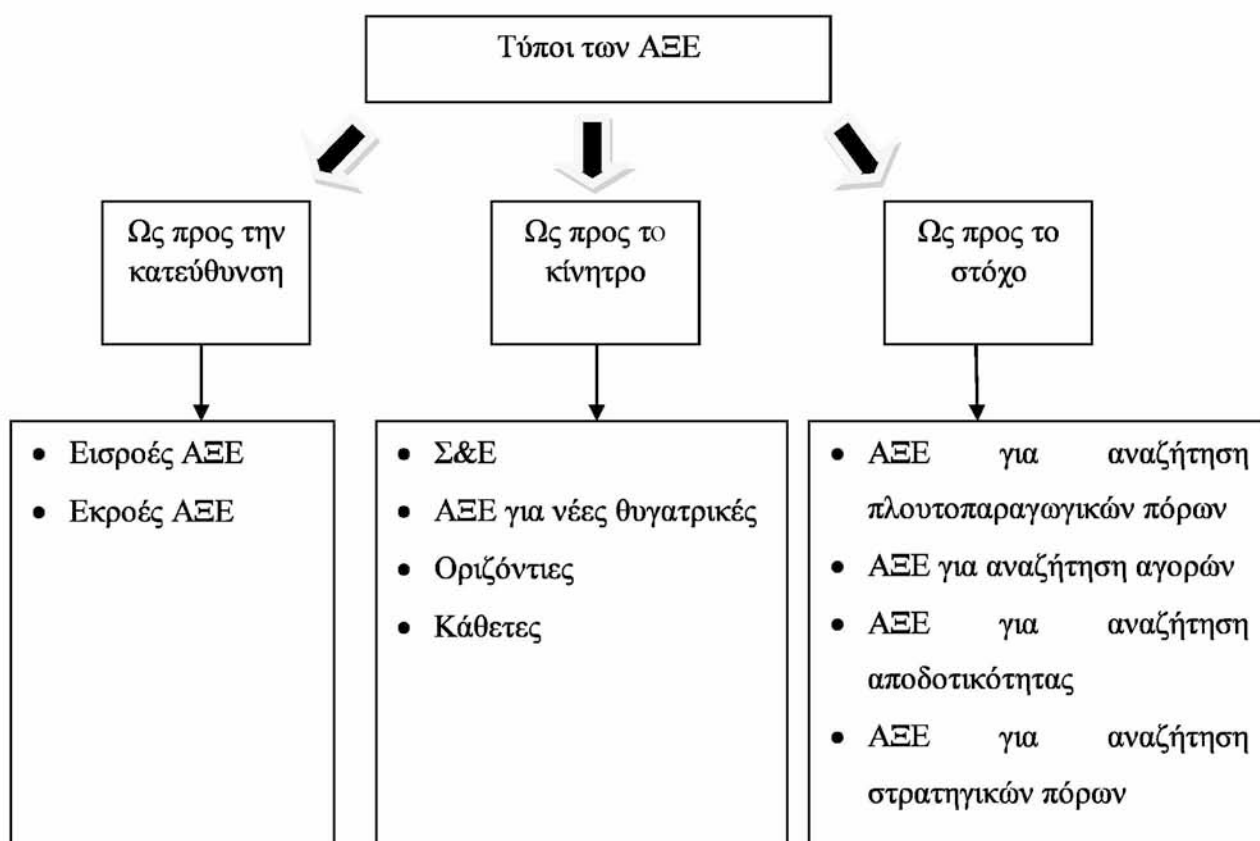 Τύποι των ΑΞΕ
Ως προς την
κατεύθυνση
Ως προς το
κίνητρο
Ως προς το
στόχο
• Εισροές ΑΞΕ
• Εκροές ΑΞΕ
• Σ&Ε
• ΑΞΕ για νέες θυγατρικές
• Οριζόντιες
• Κάθετες
• ΑΞΕ για αναζήτηση
πλουτοπαραγωγικών πόρων
• ΑΞΕ για αναζήτηση αγορών
• ΑΞΕ για αναζήτηση
αποδοτικότητας
• ΑΞΕ για αναζήτηση
στρατηγικών πόρων